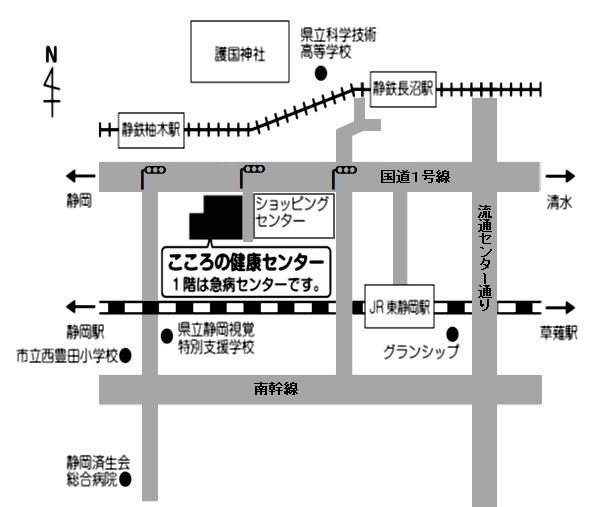 N
護国神社
県立科学技術
高等学校
静鉄長沼駅
静鉄柚木駅
国道1号線
静岡
清水
ショッピング
センター
流通センター通り
こころの健康センター
1階は急病センターです。
JR東静岡駅
静岡駅
県立静岡視覚
特別支援学校
草薙駅
市立西豊田小学校
グランシップ
南幹線
静岡済生会
総合病院